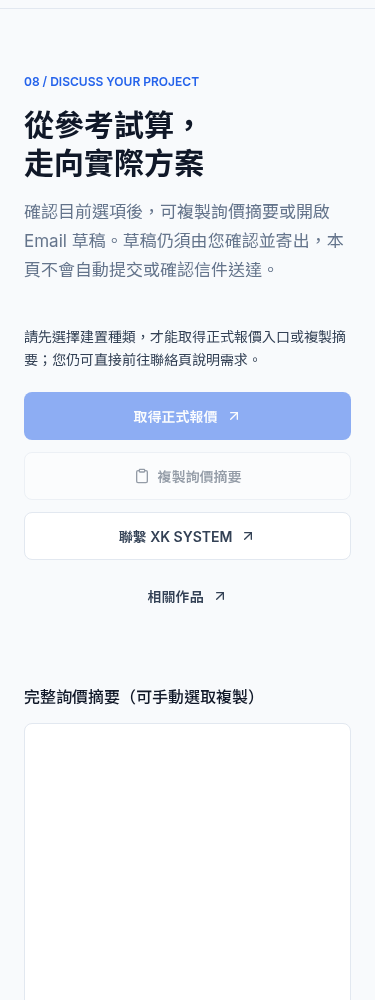 08 / DISCUSS YOUR PROJECT
從參考試算，
走向實際方案
確認目前選項後，可複製詢價摘要或開啟
Email 草稿。草稿仍須由您確認並寄出，本
頁不會自動提交或確認信件送達。
請先選擇建置種類，才能取得正式報價入口或複製摘
要；您仍可直接前往聯絡頁說明需求。
取得正式報價
複製詢價摘要
聯繫 XK SYSTEM
相關作品
完整詢價摘要（可手動選取複製）